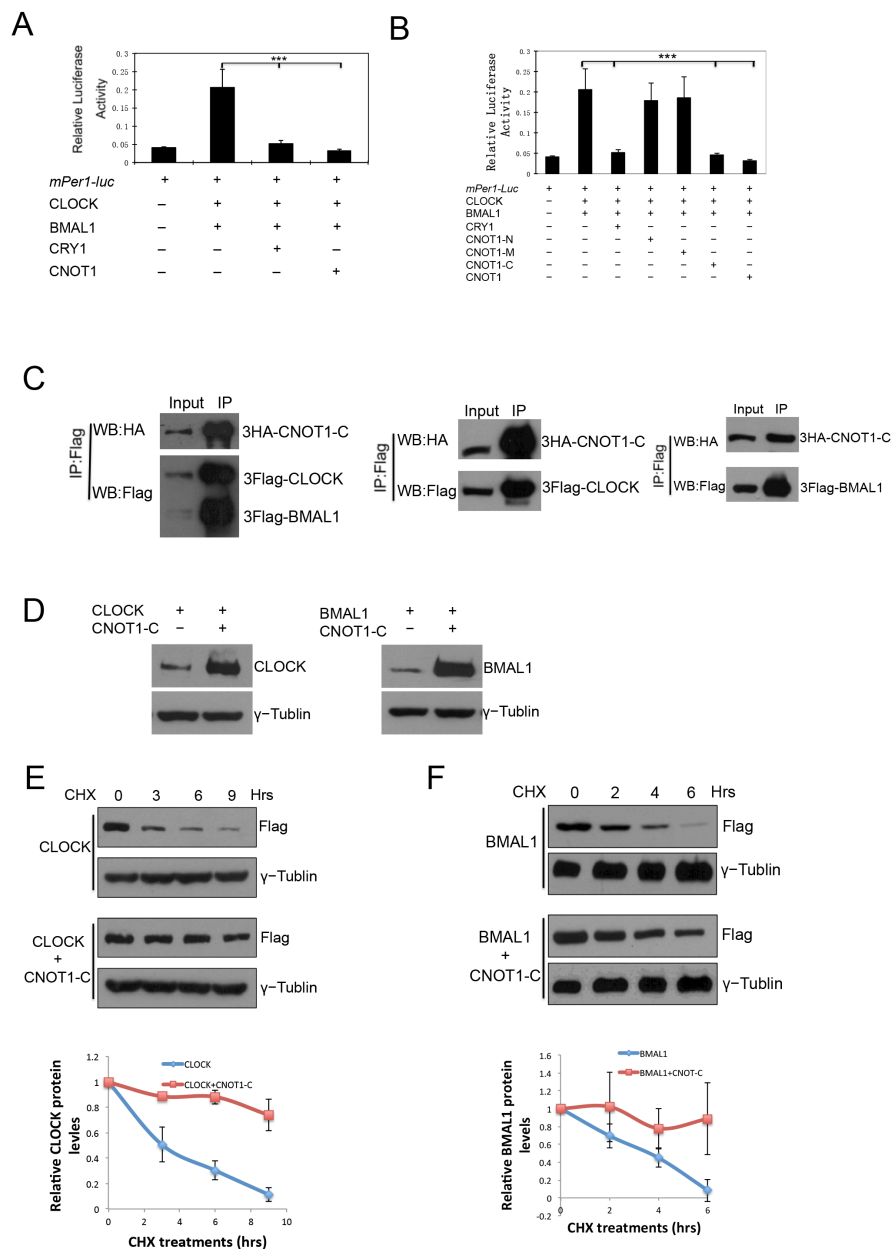 A
Relative Luciferase
Activity
0. 3
0. 25
0. 2
0. 15
0. 1
0. 05
0
***
mPer1-luc + + + +
CLOCK – + + +
BMAL1 – + + +
CRY1 – – + –
CNOT1 – – – +
B
Relative Luciferase
Activity
0. 3
0. 25
0. 2
0. 15
0. 1
0. 05
0
***
mPer1-Luc + + + + + + +
CLOCK – + + + + + +
BMAL1 – + + + + + +
CRY1 – – + – – – –
CNOT1-N – – – + – – –
CNOT1-M – – – – + – –
CNOT1-C – – – – – + –
CNOT1 – – – – – – +
C
Input IP
IP:Flag
WB:HA 3HA-CNOT1-C
WB:Flag 3Flag-CLOCK
3Flag-BMAL1
Input IP
IP:Flag
WB:HA 3HA-CNOT1-C
WB:Flag 3Flag-CLOCK
Input IP
IP:Flag
WB:HA 3HA-CNOT1-C
WB:Flag 3Flag-BMAL1
D
CLOCK + +
CNOT1-C – +
CLOCK
γ−Tublin
BMAL1 + +
CNOT1-C – +
BMAL1
γ−Tublin
E
CHX 0 3 6 9 Hrs
CLOCK
Flag
γ−Tublin
CLOCK
+
CNOT1-C
Flag
γ−Tublin
Relative CLOCK protein
levles
1.2
1
0.8
0.6
0.4
0.2
0
CLOCK
CLOCK+CNOT1-C
0 2 4 6 8 10
CHX treatments (hrs)
F
CHX 0 2 4 6 Hrs
BMAL1
Flag
γ−Tublin
BMAL1
+
CNOT1-C
Flag
γ−Tublin
Relative BMAL1 protein
levels
1.6
1.4
1.2
1
0.8
0.6
0.4
0.2
0
-0.2
BMAL1
BMAL1+CNOT-C
0 2 4 6
CHX treatments (hrs)